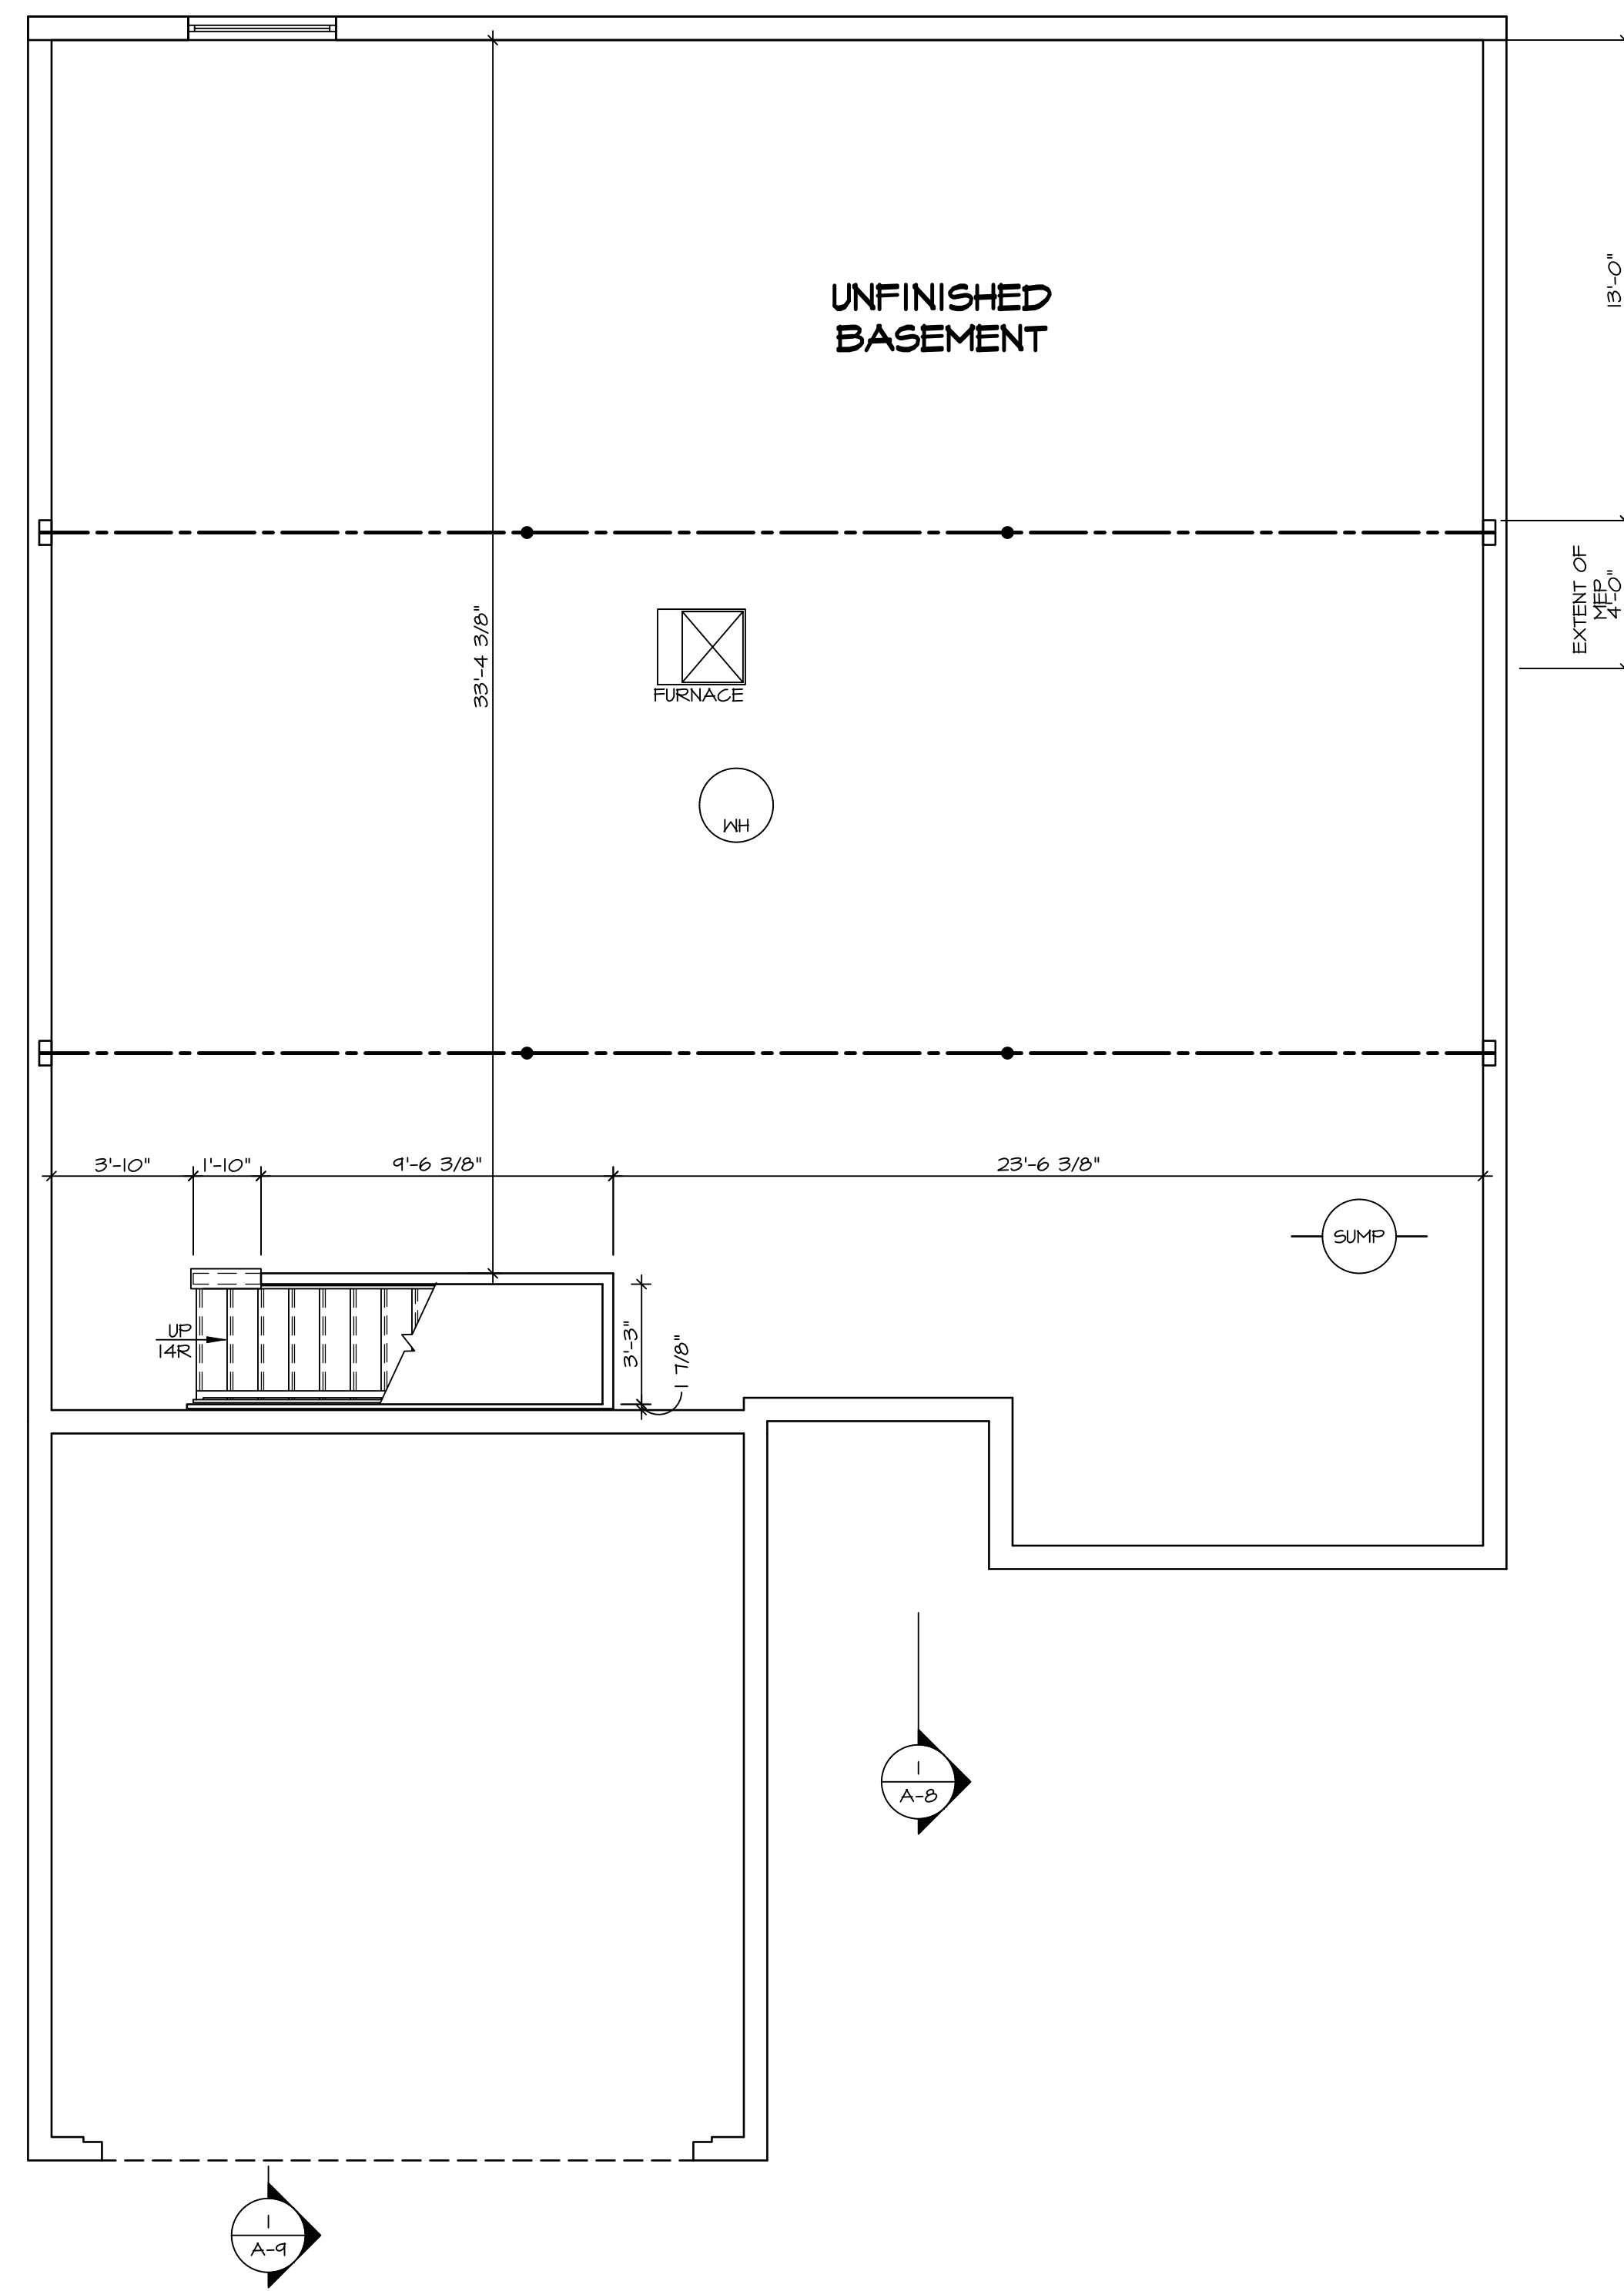 UNFINISHED
BASEMENT
13'-0"
EXTENT OF
MEP
4'-0"
33'-4 3/8"
FURNACE
WH
3'-10"
1'-10"
9'-6 3/8"
23'-6 3/8"
SUMP
UP
14R
3'-3"
1 7/8"
1
A-8
1
A-9